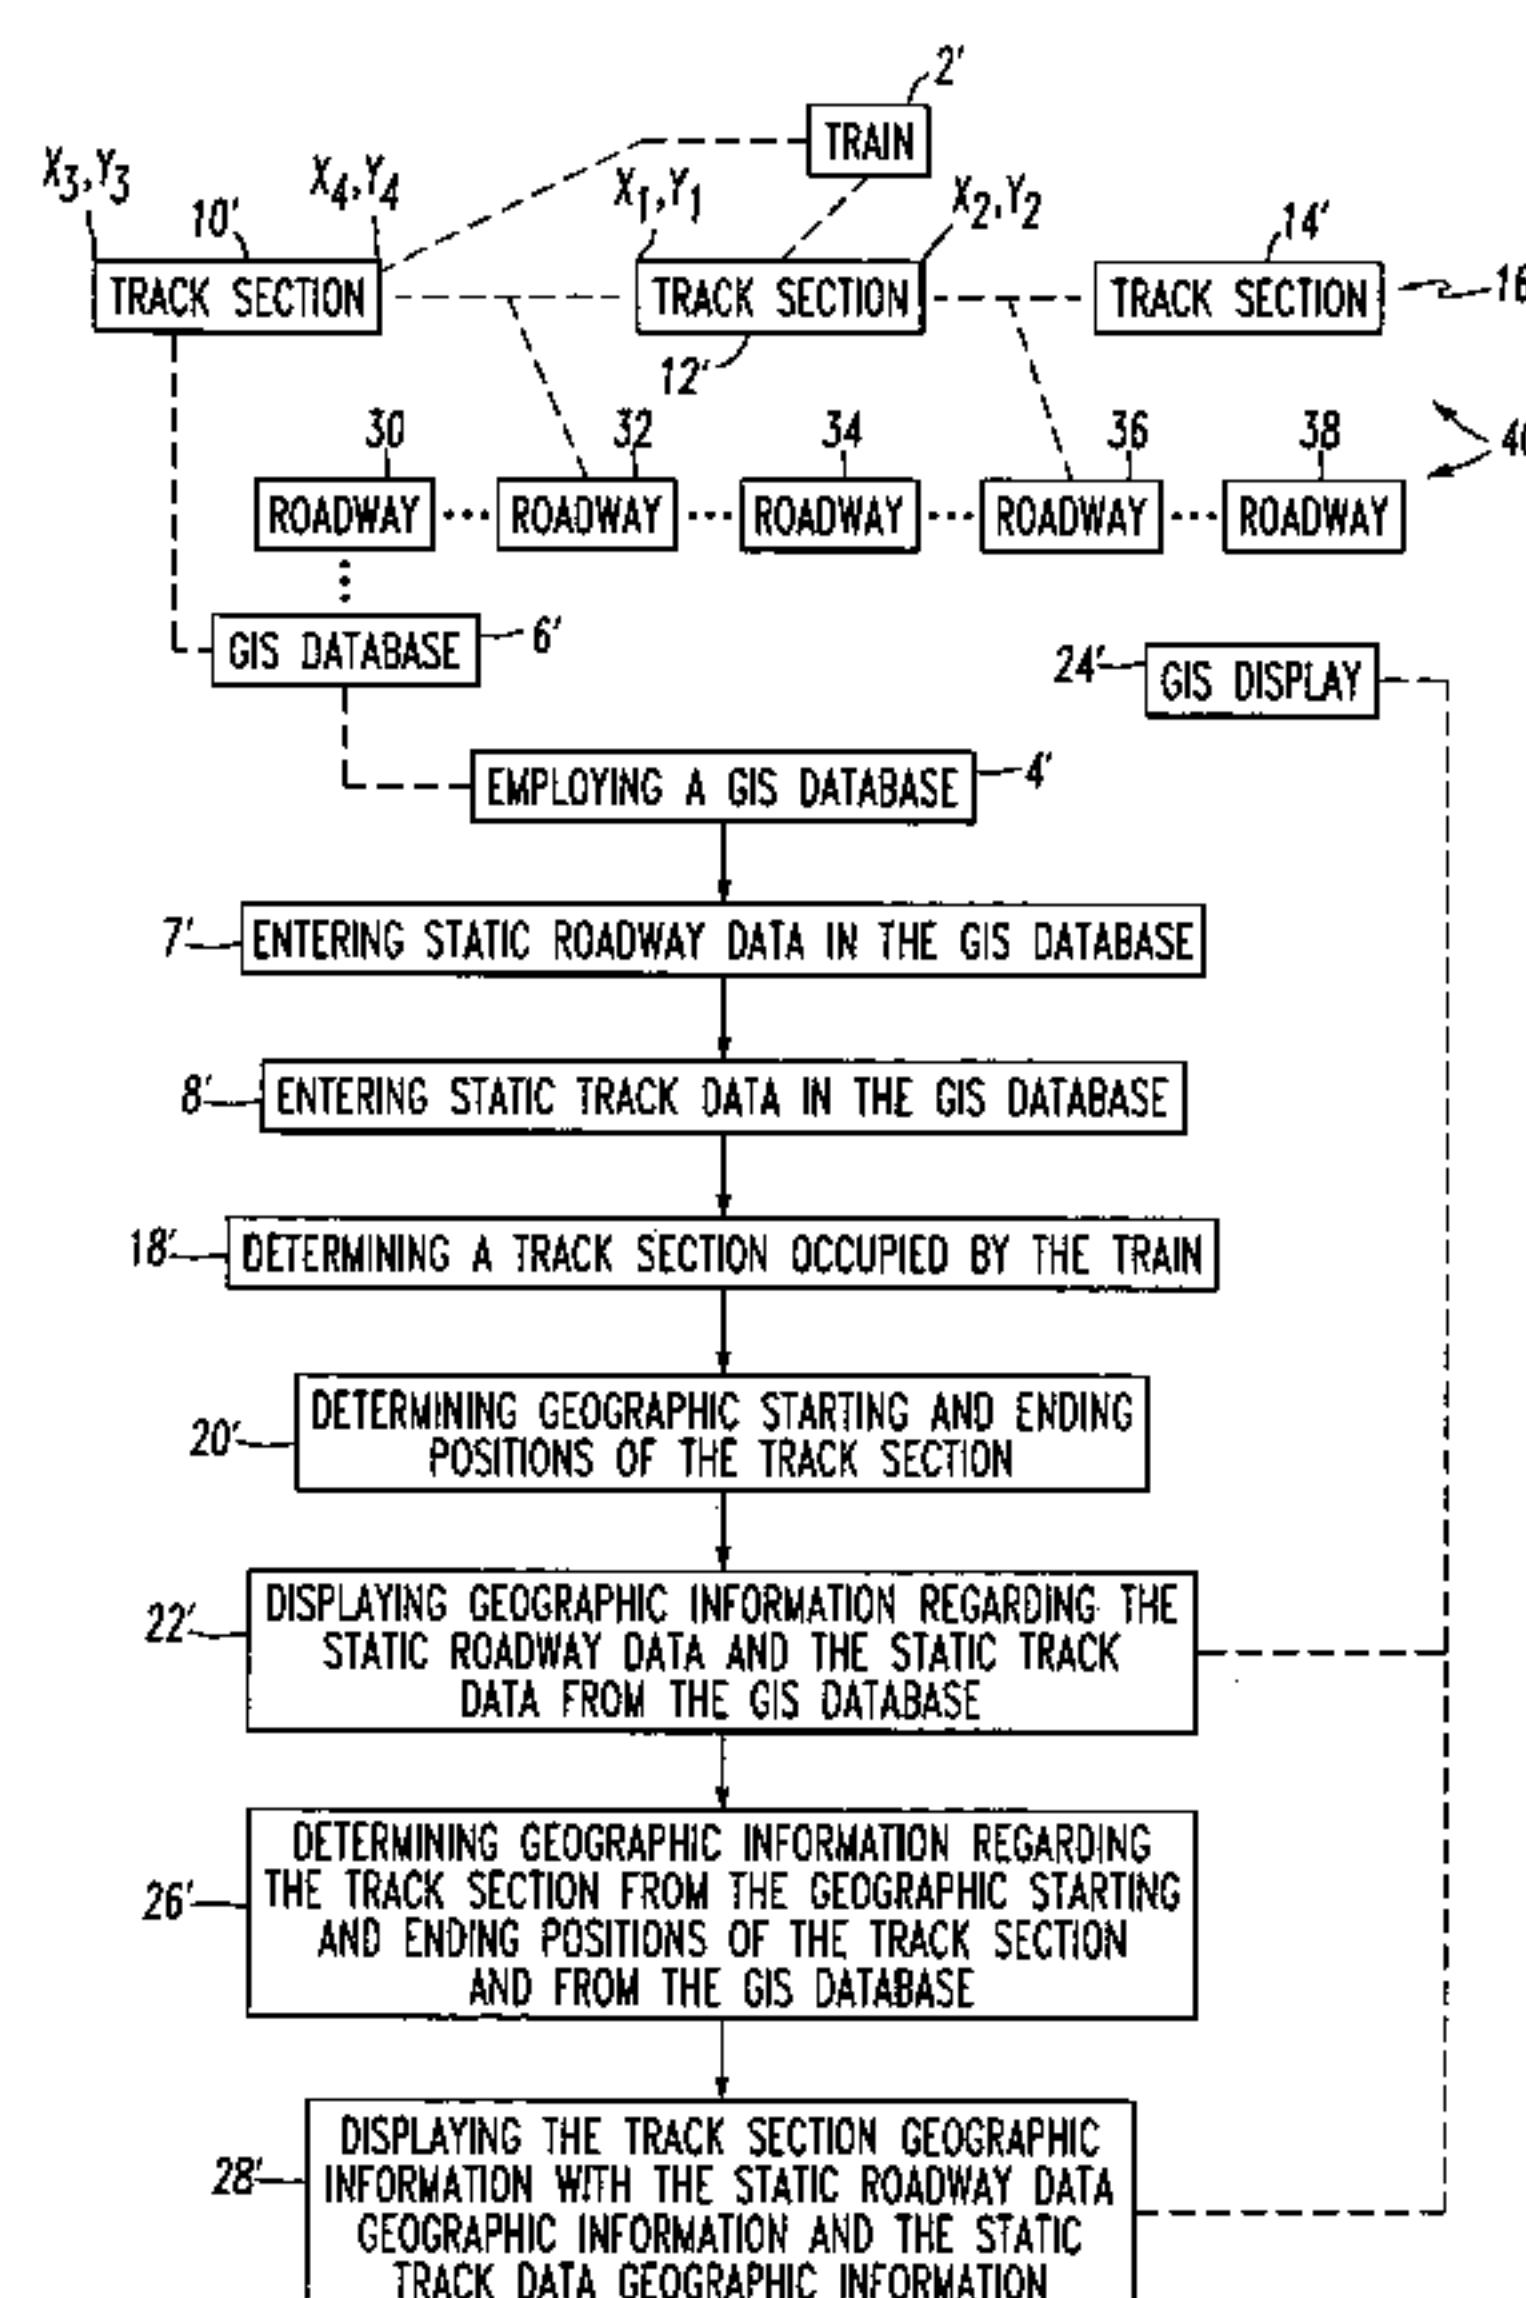 2'
TRAIN
X3,Y3
X4,Y4
X1,Y1
X2,Y2
10'
14'
TRACK SECTION
TRACK SECTION
TRACK SECTION
12'
30
32
34
36
38
ROADWAY
ROADWAY
ROADWAY
ROADWAY
ROADWAY
GIS DATABASE
6'
24'
GIS DISPLAY
EMPLOYING A GIS DATABASE
4'
7'
ENTERING STATIC ROADWAY DATA IN THE GIS DATABASE
8'
ENTERING STATIC TRACK DATA IN THE GIS DATABASE
18'
DETERMINING A TRACK SECTION OCCUPIED BY THE TRAIN
20'
DETERMINING GEOGRAPHIC STARTING AND ENDING
POSITIONS OF THE TRACK SECTION
22'
DISPLAYING GEOGRAPHIC INFORMATION REGARDING THE
STATIC ROADWAY DATA AND THE STATIC TRACK
DATA FROM THE GIS DATABASE
26'
DETERMINING GEOGRAPHIC INFORMATION REGARDING
THE TRACK SECTION FROM THE GEOGRAPHIC STARTING
AND ENDING POSITIONS OF THE TRACK SECTION
AND FROM THE GIS DATABASE
28'
DISPLAYING THE TRACK SECTION GEOGRAPHIC
INFORMATION WITH THE STATIC ROADWAY DATA
GEOGRAPHIC INFORMATION AND THE STATIC
TRACK DATA GEOGRAPHIC INFORMATION